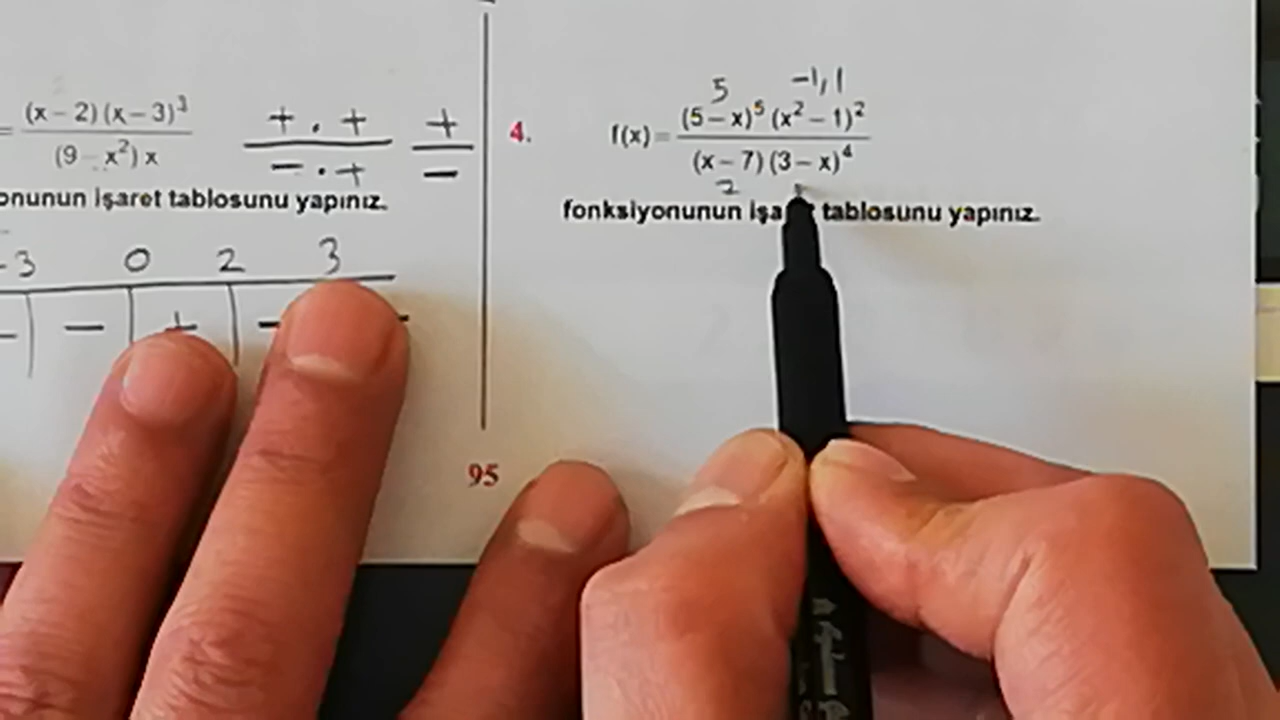 (x – 2) (x – 3)³
(9 – x²) x
+ . +
– . +
+
–
onunun işaret tablosunu yapınız.
-3 0 2 3
– – + –
95
5 -1, 1
4. f(x) = (5 – x)⁵ (x² – 1)²
(x – 7) (3 – x)⁴
7
fonksiyonunun tablosunu yapınız.